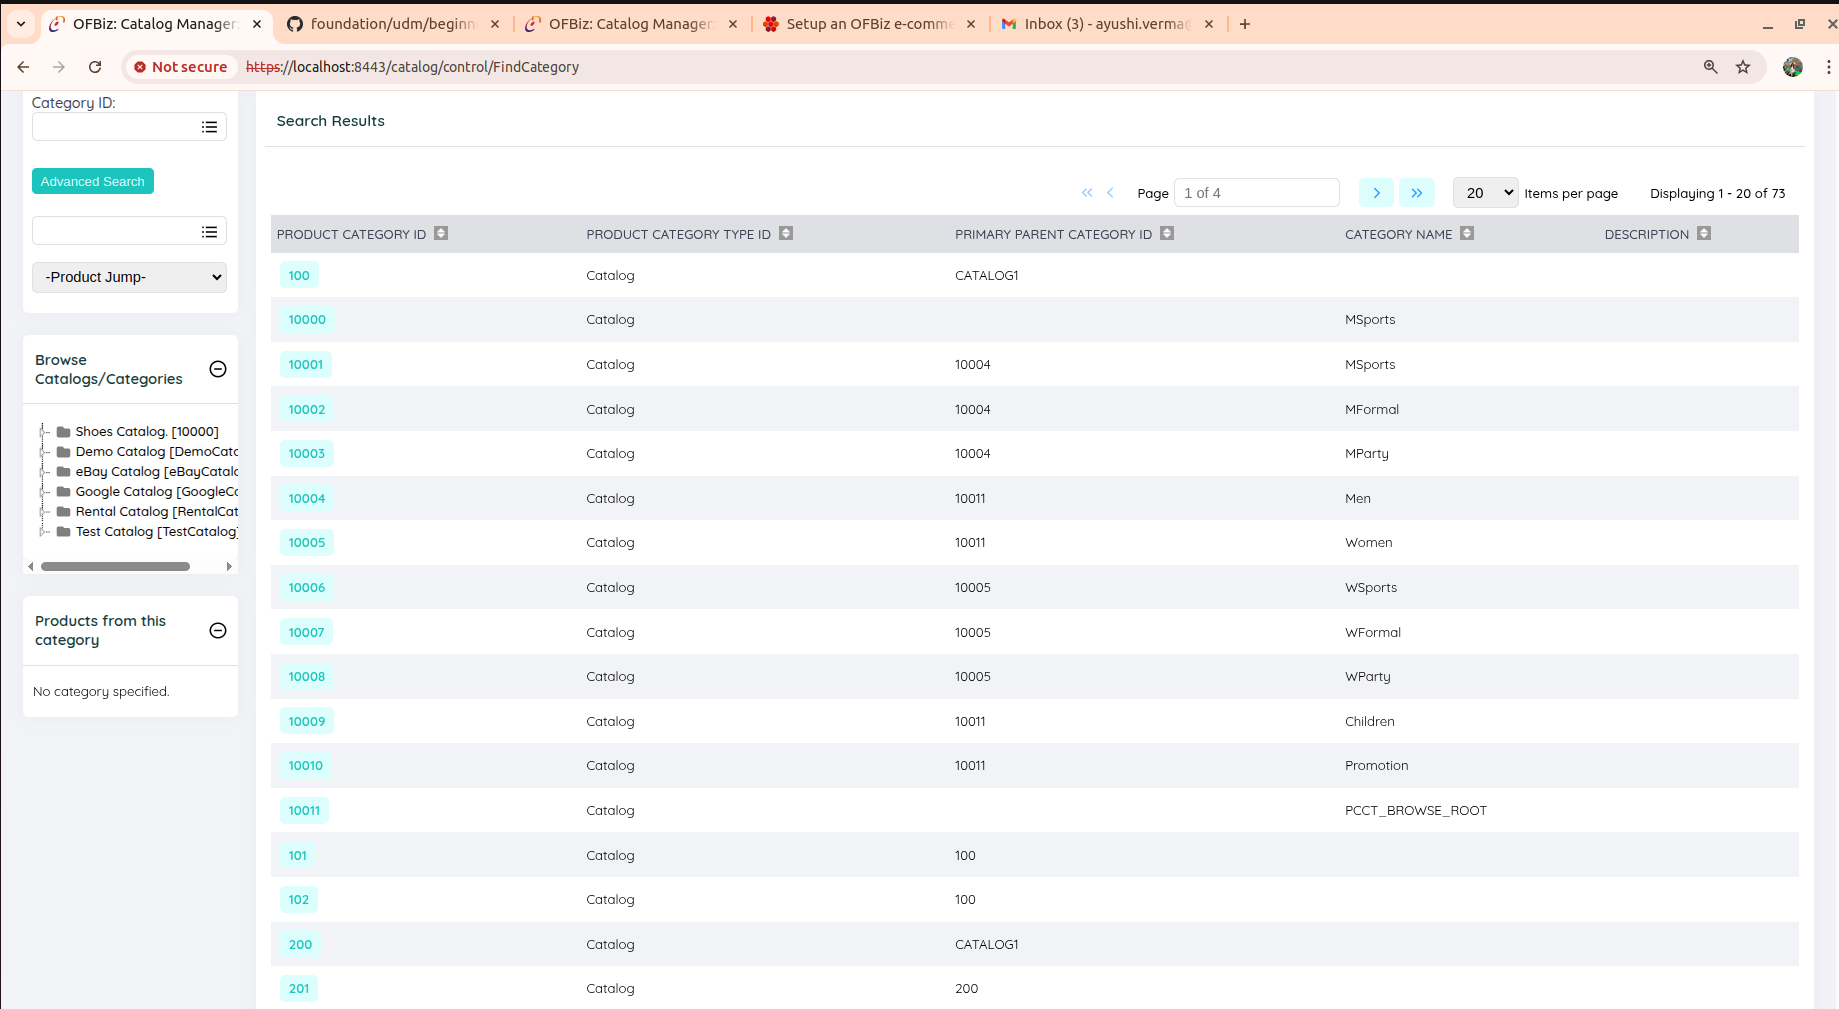 OFBiz: Catalog Manager:
foundation/udm/beginn
OFBiz: Catalog Manager:
Setup an OFBiz e-comme
Inbox (3) - ayushi.verma@
Not secure
https://localhost:8443/catalog/control/FindCategory
Category ID:
Advanced Search
-Product Jump-
Browse
Catalogs/Categories
Shoes Catalog. [10000]
Demo Catalog [DemoCatc
eBay Catalog [eBayCatalc
Google Catalog [GoogleCc
Rental Catalog [RentalCat
Test Catalog [TestCatalog]
Products from this
category
No category specified.
Search Results
Page 1 of 4 20 Items per page Displaying 1 - 20 of 73
PRODUCT CATEGORY ID PRODUCT CATEGORY TYPE ID PRIMARY PARENT CATEGORY ID CATEGORY NAME DESCRIPTION
100 Catalog CATALOG1
10000 Catalog MSports
10001 Catalog 10004 MSports
10002 Catalog 10004 MFormal
10003 Catalog 10004 MParty
10004 Catalog 10011 Men
10005 Catalog 10011 Women
10006 Catalog 10005 WSports
10007 Catalog 10005 WFormal
10008 Catalog 10005 WParty
10009 Catalog 10011 Children
10010 Catalog 10011 Promotion
10011 Catalog PCCT_BROWSE_ROOT
101 Catalog 100
102 Catalog 100
200 Catalog CATALOG1
201 Catalog 200